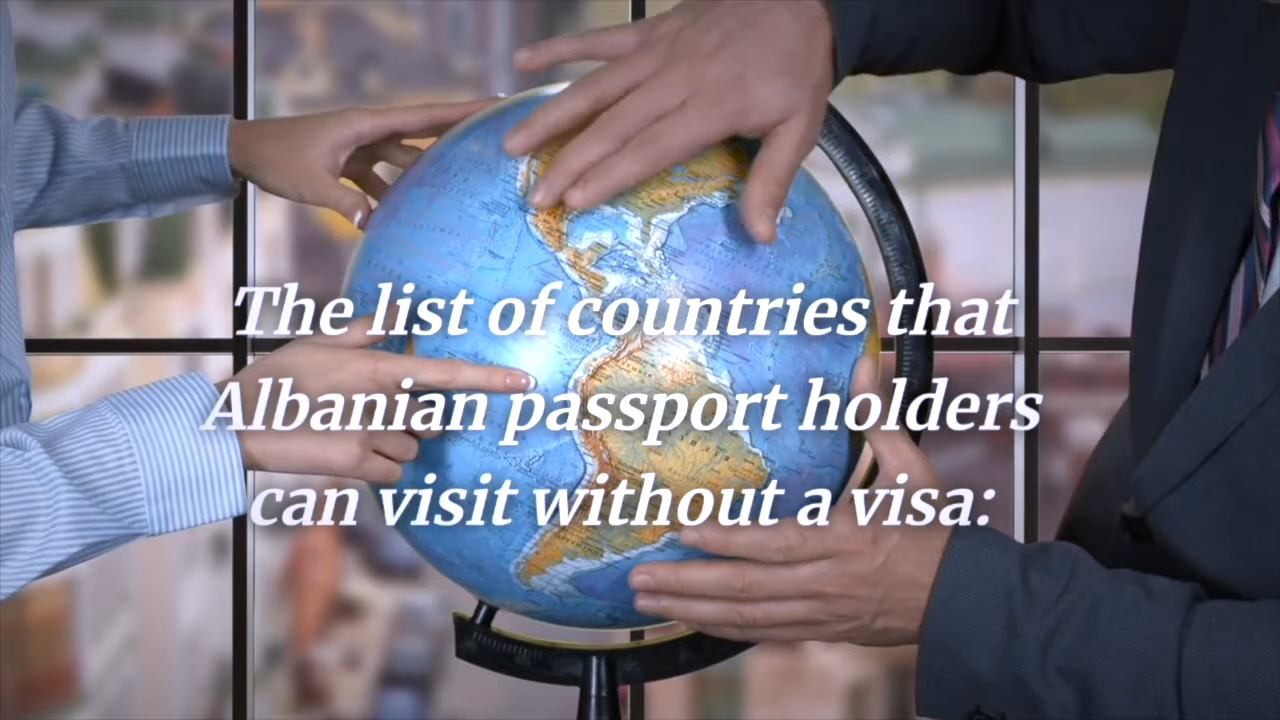 The list of countries that
Albanian passport holders
can visit without a visa: